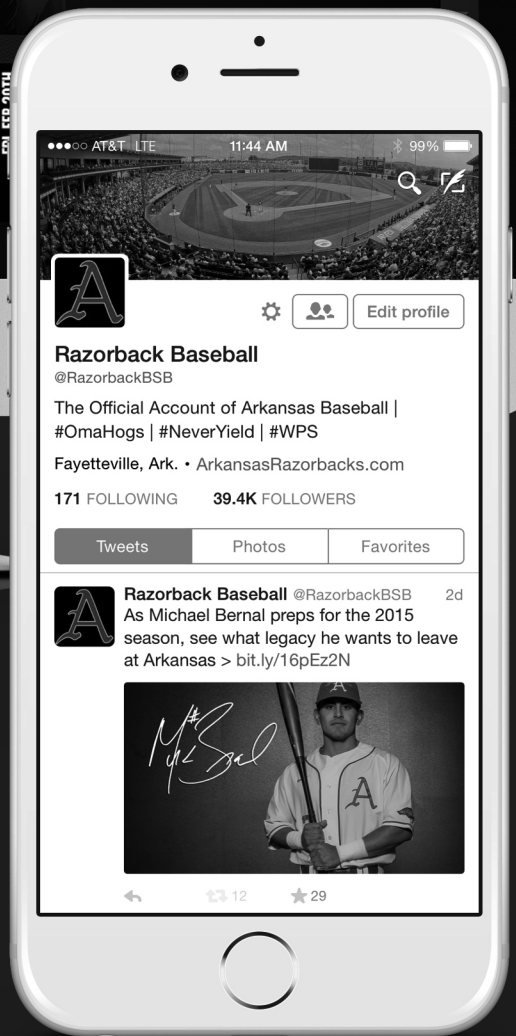 FRI, FEB 20TH
AT&T LTE 11:44 AM 99%
A
Razorback Baseball
@RazorbackBSB
Edit profile
The Official Account of Arkansas Baseball |
#OmaHogs | #NeverYield | #WPS
Fayetteville, Ark. • ArkansasRazorbacks.com
171 FOLLOWING 39.4K FOLLOWERS
Tweets Photos Favorites
A
Razorback Baseball @RazorbackBSB 2d
As Michael Bernal preps for the 2015
season, see what legacy he wants to leave
at Arkansas > bit.ly/16pEz2N
A
A
12 29